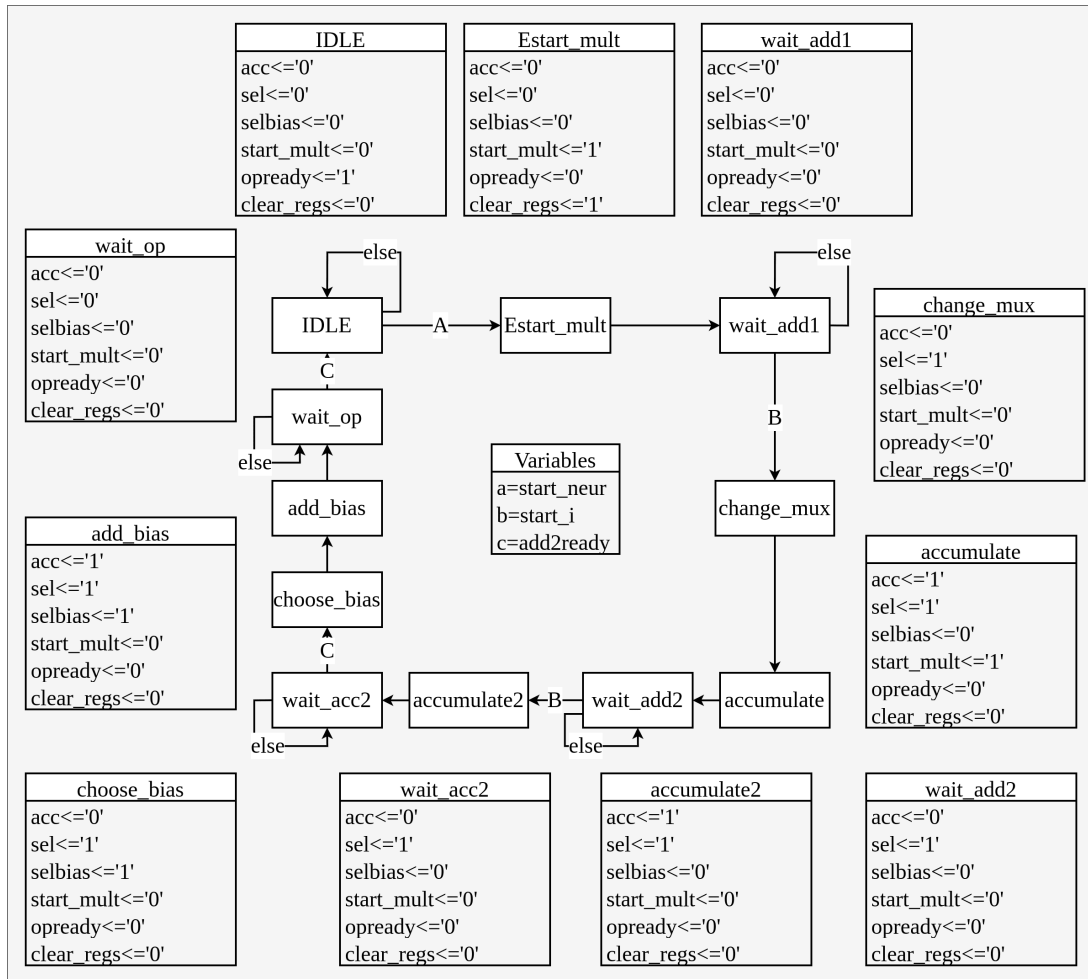 IDLE
acc<='0'
sel<='0'
selbias<='0'
start_mult<='0'
opready<='1'
clear_regs<='0'
Estart_mult
acc<='0'
sel<='0'
selbias<='0'
start_mult<='1'
opready<='0'
clear_regs<='1'
wait_add1
acc<='0'
sel<='0'
selbias<='0'
start_mult<='0'
opready<='0'
clear_regs<='0'
wait_op
acc<='0'
sel<='0'
selbias<='0'
start_mult<='0'
opready<='0'
clear_regs<='0'
else
IDLE
A
Estart_mult
else
wait_add1
change_mux
acc<='0'
sel<='1'
selbias<='0'
start_mult<='0'
opready<='0'
clear_regs<='0'
C
wait_op
else
B
Variables
a=start_neur
b=start_i
c=add2ready
add_bias
change_mux
add_bias
acc<='1'
sel<='1'
selbias<='1'
start_mult<='0'
opready<='0'
clear_regs<='0'
choose_bias
accumulate
acc<='1'
sel<='1'
selbias<='0'
start_mult<='1'
opready<='0'
clear_regs<='0'
C
wait_acc2
else
accumulate2
B
wait_add2
else
accumulate
choose_bias
acc<='0'
sel<='1'
selbias<='1'
start_mult<='0'
opready<='0'
clear_regs<='0'
wait_acc2
acc<='0'
sel<='1'
selbias<='0'
start_mult<='0'
opready<='0'
clear_regs<='0'
accumulate2
acc<='1'
sel<='1'
selbias<='0'
start_mult<='0'
opready<='0'
clear_regs<='0'
wait_add2
acc<='0'
sel<='1'
selbias<='0'
start_mult<='0'
opready<='0'
clear_regs<='0'